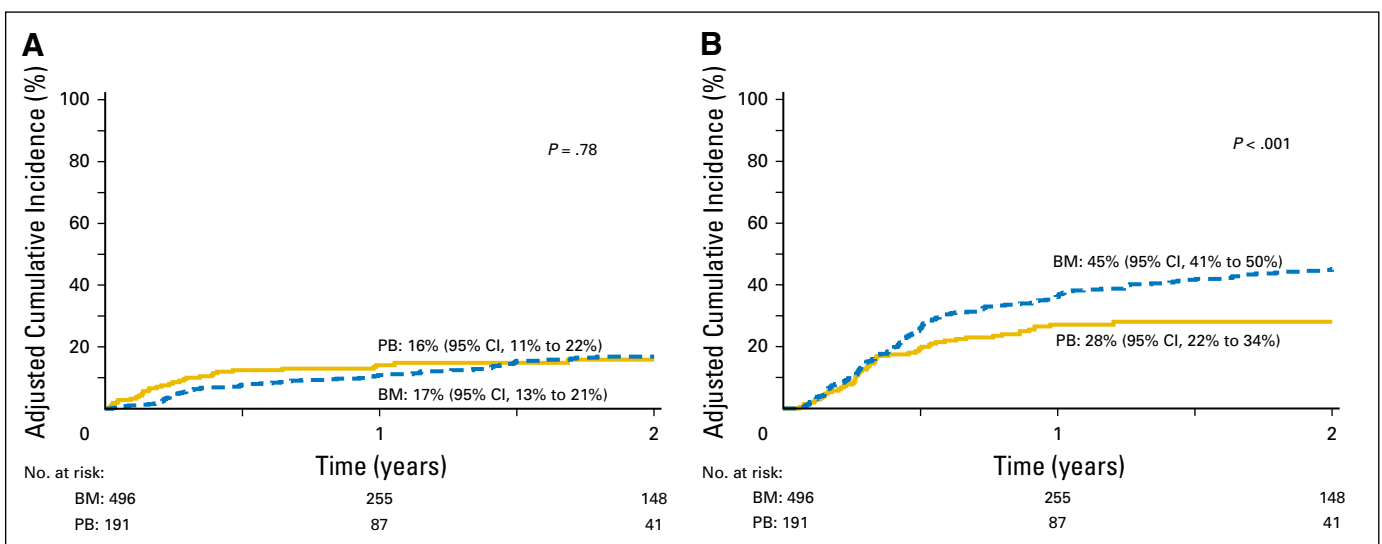 A
Adjusted Cumulative Incidence (%)
100
80
60
40
20
0
P = .78
PB: 16% (95% CI, 11% to 22%)
BM: 17% (95% CI, 13% to 21%)
1
2
Time (years)
No. at risk:
BM: 496 255 148
PB: 191 87 41
B
Adjusted Cumulative Incidence (%)
100
80
60
40
20
0
P < .001
BM: 45% (95% CI, 41% to 50%)
PB: 28% (95% CI, 22% to 34%)
1
2
Time (years)
No. at risk:
BM: 496 255 148
PB: 191 87 41